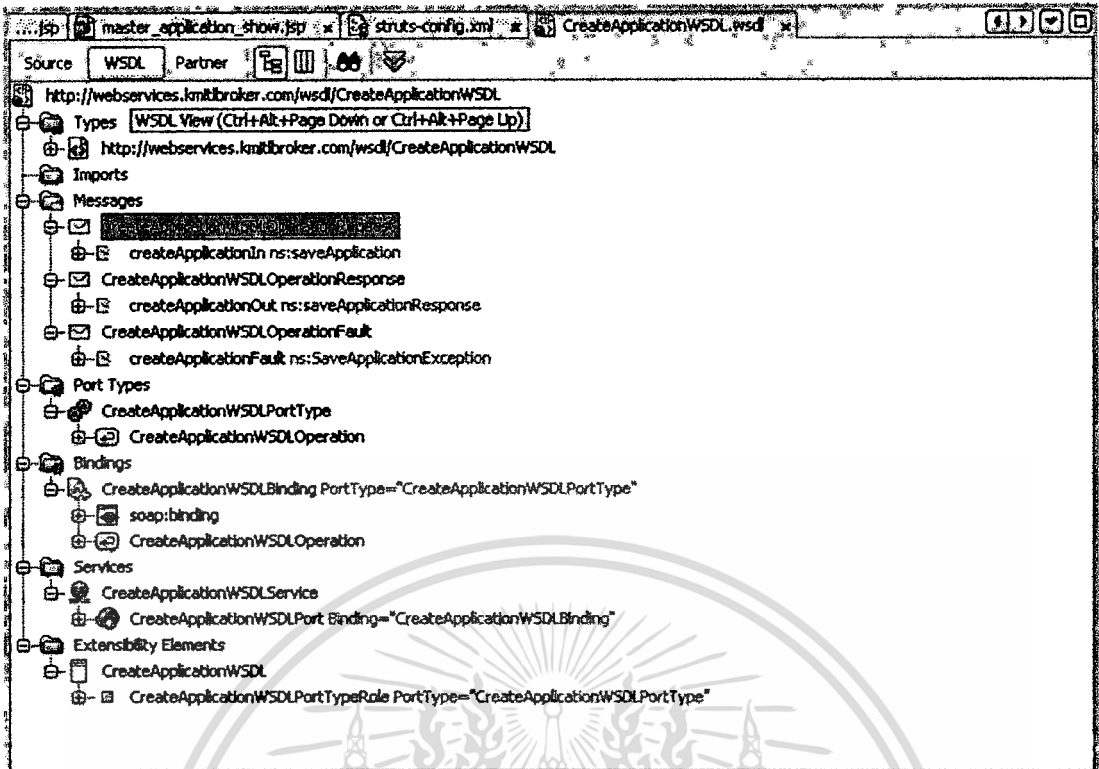 ...jsp master_application_show.jsp x struts-config.xml x CreateApplicationWSDL.wsdl x
Source WSDL Partner
http://webservices.kmitlbroker.com/wsdl/CreateApplicationWSDL
Types WSDL View (Ctrl+Alt+Page Down or Ctrl+Alt+Page Up)
http://webservices.kmitlbroker.com/wsdl/CreateApplicationWSDL
Imports
Messages
createApplicationIn ns:saveApplication
CreateApplicationWSDLOperationResponse
createApplicationOut ns:saveApplicationResponse
CreateApplicationWSDLOperationFault
createApplicationFault ns:SaveApplicationException
Port Types
CreateApplicationWSDLPortType
CreateApplicationWSDLOperation
Bindings
CreateApplicationWSDLBinding PortType="CreateApplicationWSDLPortType"
soap:binding
CreateApplicationWSDLOperation
Services
CreateApplicationWSDLService
CreateApplicationWSDLPort Binding="CreateApplicationWSDLBinding"
Extensibility Elements
CreateApplicationWSDL
CreateApplicationWSDLPortTypeRole PortType="CreateApplicationWSDLPortType"